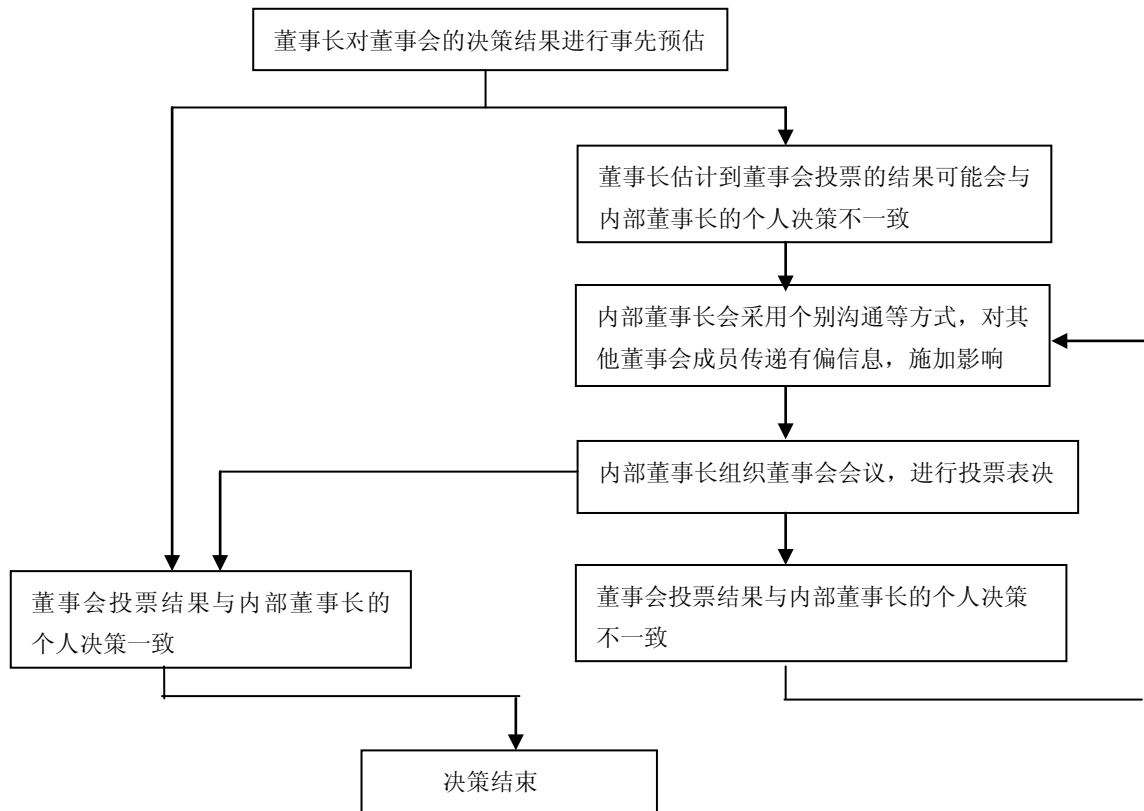 董事长对董事会的决策结果进行事先预估
董事长估计到董事会投票的结果可能会与
内部董事长的个人决策不一致
内部董事长会采用个别沟通等方式，对其
他董事会成员传递有偏信息，施加影响
内部董事长组织董事会会议，进行投票表决
董事会投票结果与内部董事长的
个人决策一致
董事会投票结果与内部董事长的个人决策
不一致
决策结束